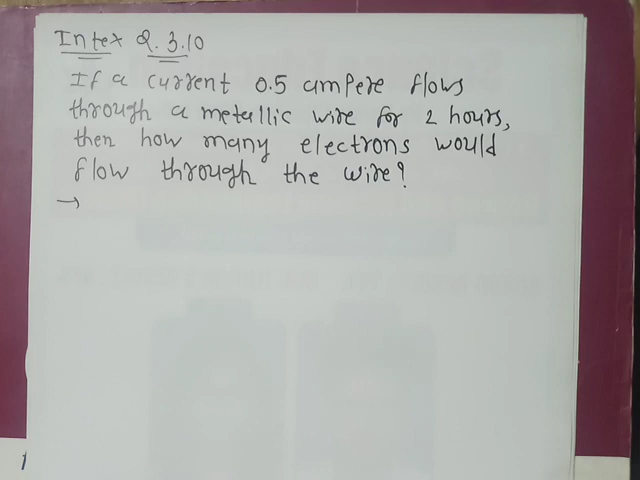 Intex Q. 3.10
If a current 0.5 ampere flows
through a metallic wire for 2 hours,
then how many electrons would
flow through the wire?
→